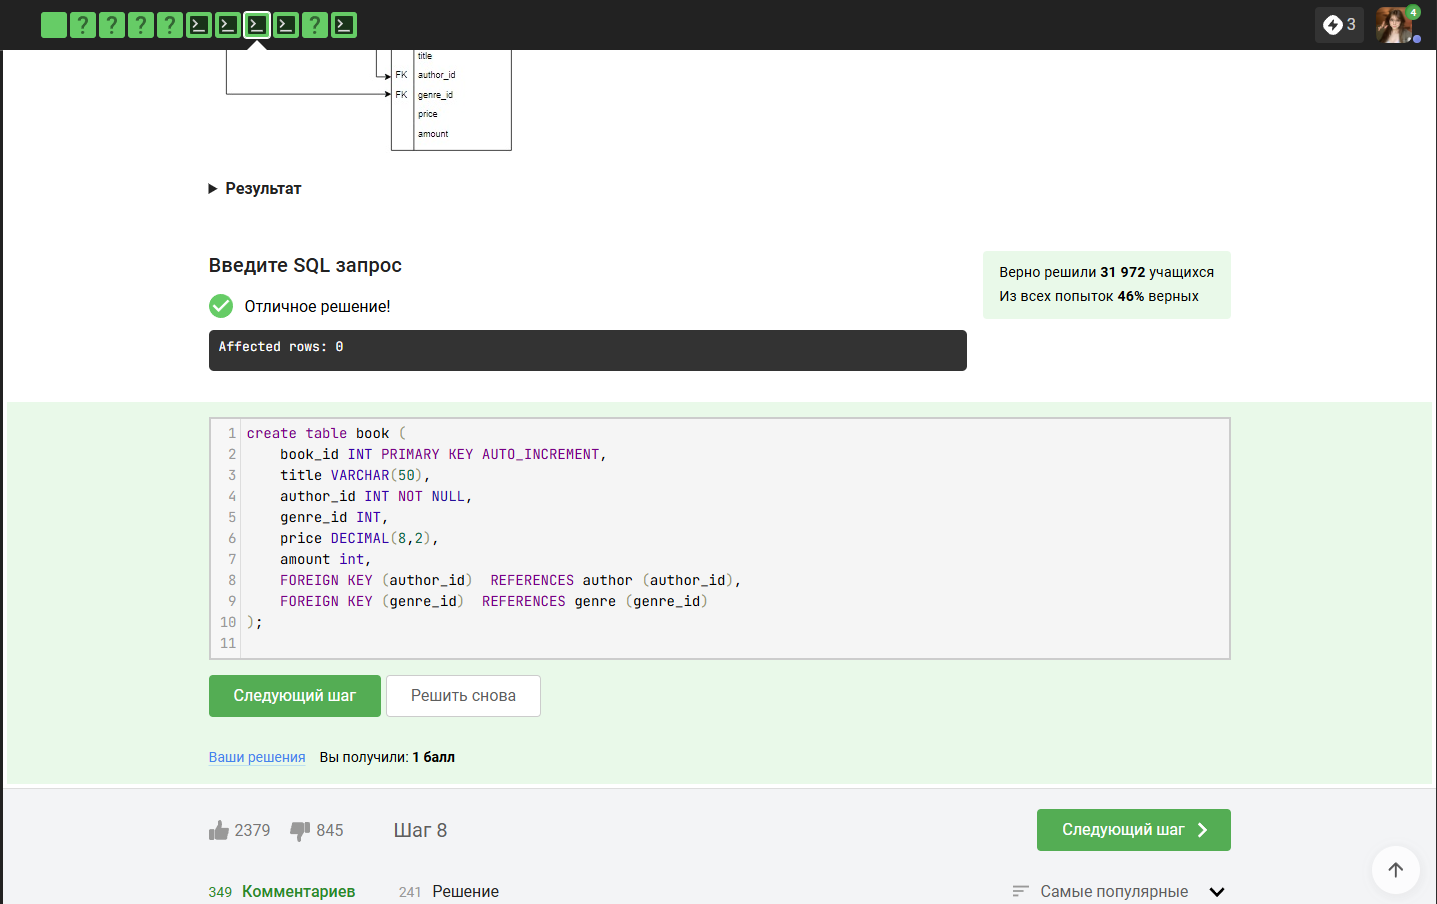 3
4
title
FK author_id
FK genre_id
price
amount
Результат
Введите SQL запрос
Верно решили 31 972 учащихся
Из всех попыток 46% верных
Отличное решение!
Affected rows: 0
1 create table book (
2 book_id INT PRIMARY KEY AUTO_INCREMENT,
3 title VARCHAR(50),
4 author_id INT NOT NULL,
5 genre_id INT,
6 price DECIMAL(8,2),
7 amount int,
8 FOREIGN KEY (author_id)  REFERENCES author (author_id),
9 FOREIGN KEY (genre_id)  REFERENCES genre (genre_id)
10 );
11
Следующий шаг Решить снова
Ваши решения Вы получили: 1 балл
2379 845 Шаг 8 Следующий шаг
349 Комментариев 241 Решение Самые популярные